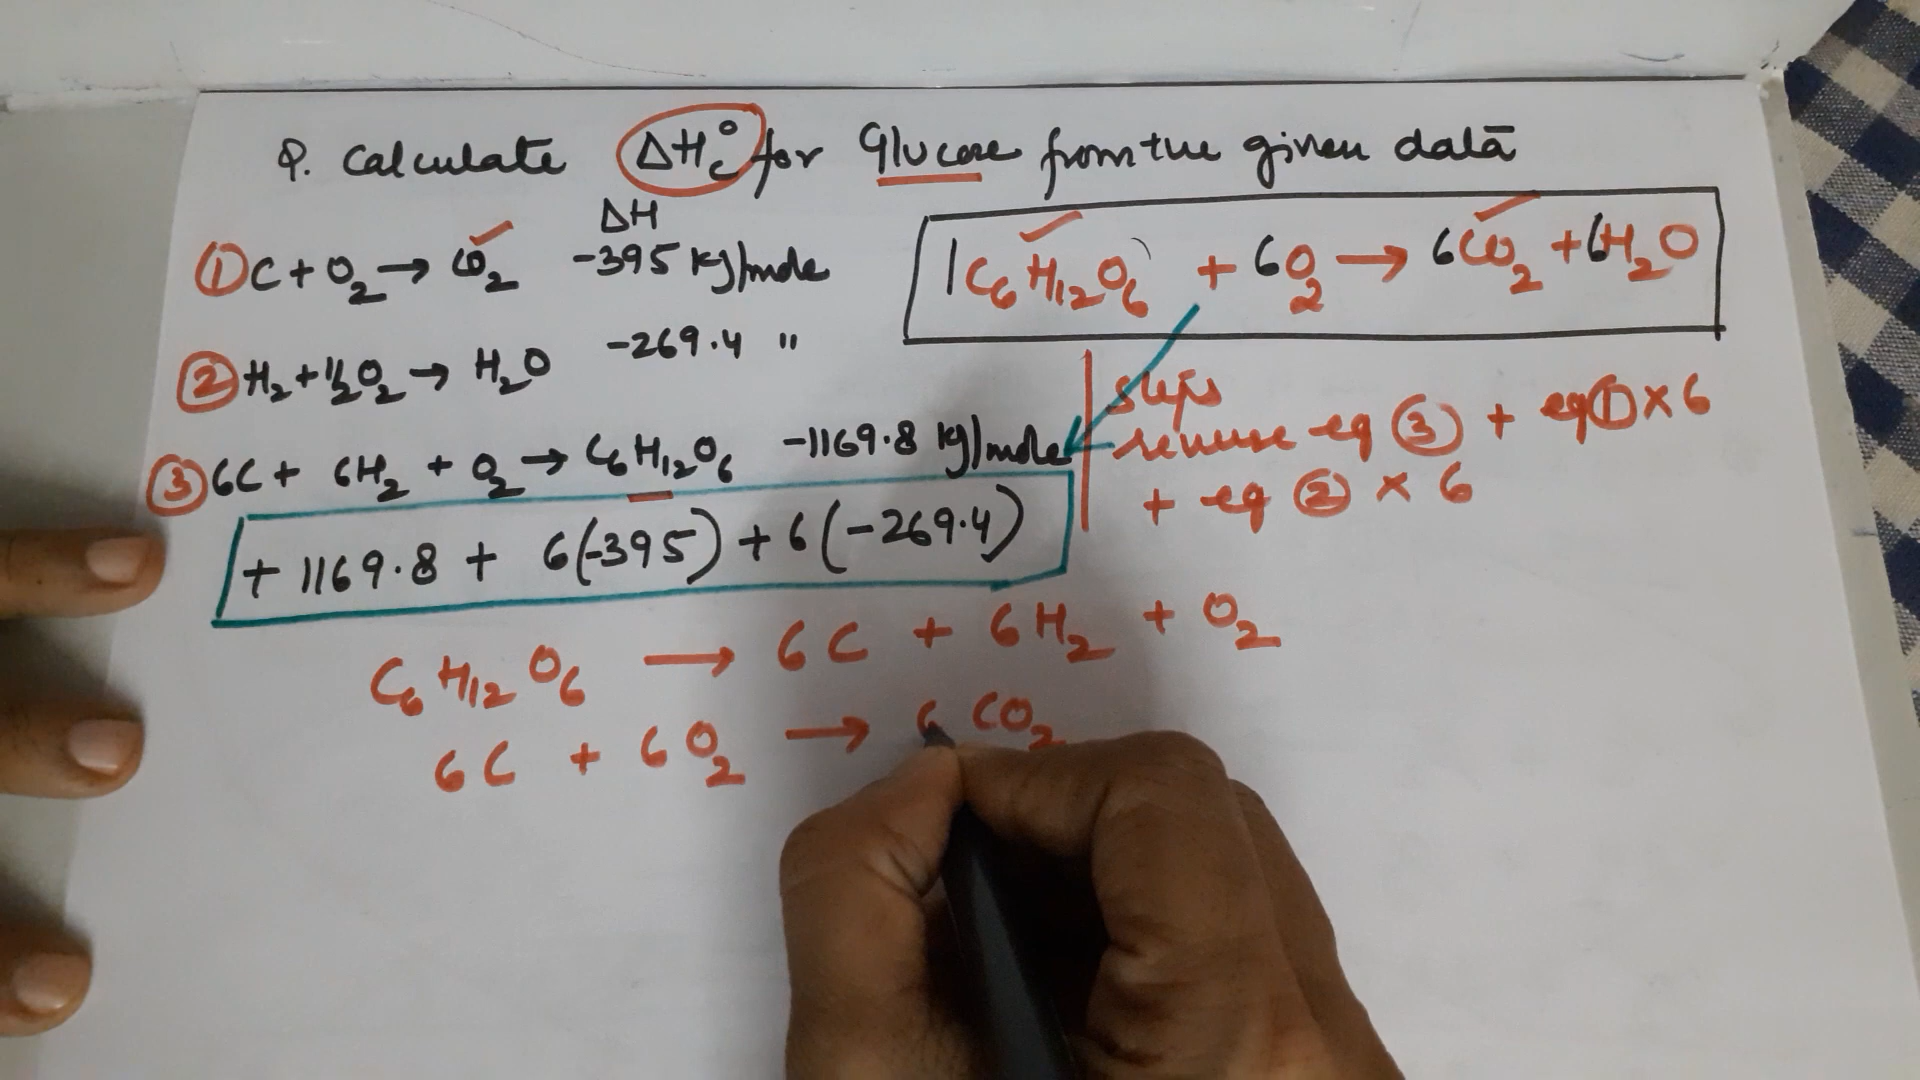 Q. Calculate ΔH°c for Glucose from the given data
ΔH
① C + O2 → CO2 -395 KJ/mole
1 C6H12O6 + 6O2 → 6CO2 + 6H2O
② H2 + 1/2 O2 → H2O -269.4 "
steps
③ 6C + 6H2 + O2 → C6H12O6 -1169.8 KJ/mole
reverse eq ③ + eq ① × 6
+ eq ② × 6
+ 1169.8 + 6(-395) + 6(-269.4)
C6H12O6 → 6C + 6H2 + O2
6C + 6O2 → 6CO2